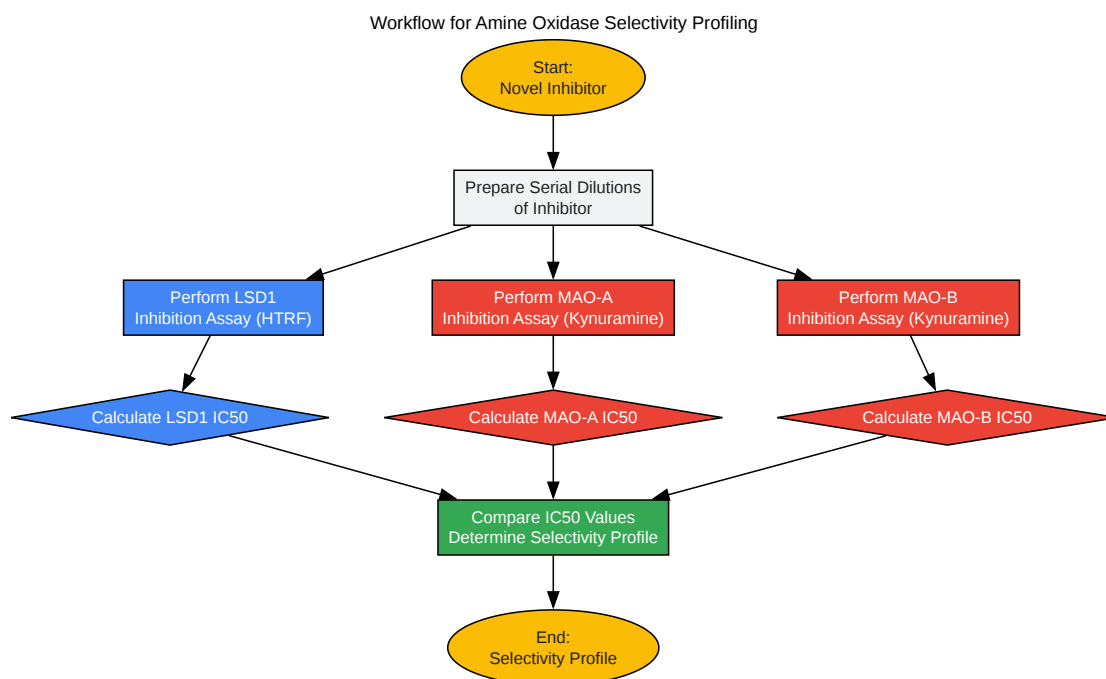 Workflow for Amine Oxidase Selectivity Profiling
Start:
Novel Inhibitor
Prepare Serial Dilutions
of Inhibitor
Perform LSD1
Inhibition Assay (HTRF)
Perform MAO-A
Inhibition Assay (Kynuramine)
Perform MAO-B
Inhibition Assay (Kynuramine)
Calculate LSD1 IC50
Calculate MAO-A IC50
Calculate MAO-B IC50
Compare IC50 Values
Determine Selectivity Profile
End:
Selectivity Profile